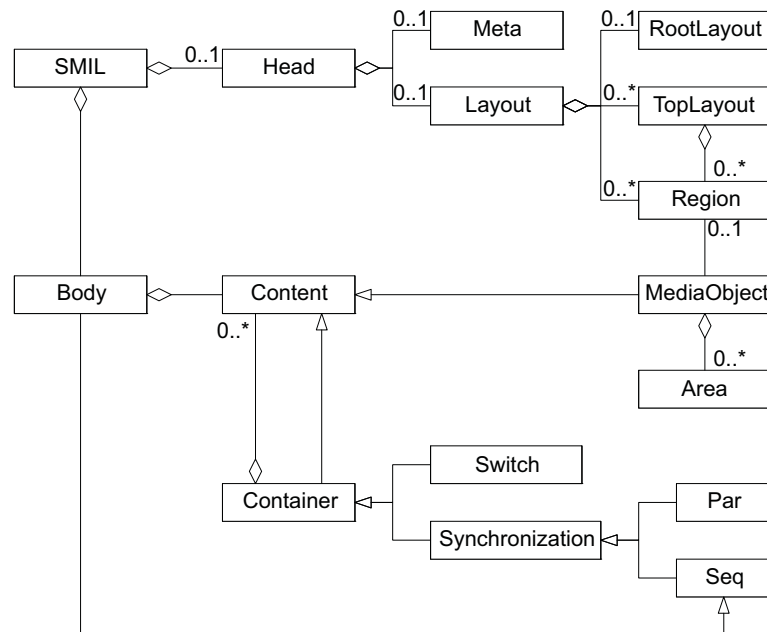 0..1
Meta
0..1
RootLayout
SMIL
0..1
Head
0..1
Layout
0..*
TopLayout
0..*
0..*
Region
0..1
Body
Content
MediaObject
0..*
0..*
Area
Switch
Container
Par
Synchronization
Seq